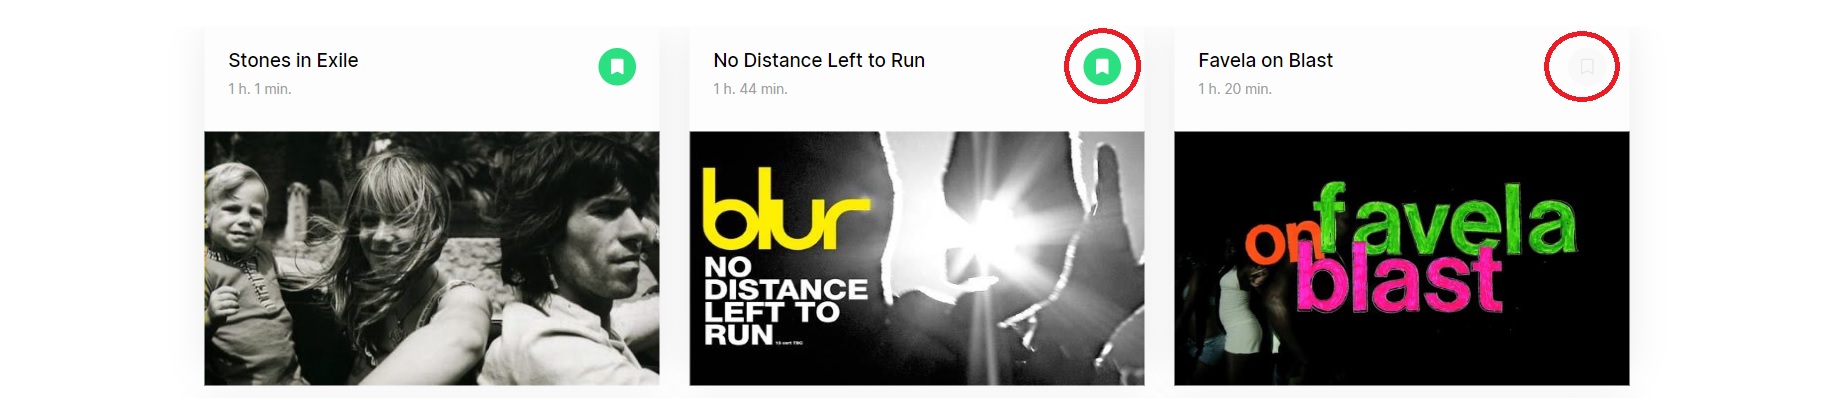 Stones in Exile
1 h. 1 min.
No Distance Left to Run
1 h. 44 min.
blur
NO
DISTANCE
LEFT TO
RUN
Favela on Blast
1 h. 20 min.
favela
on
blast